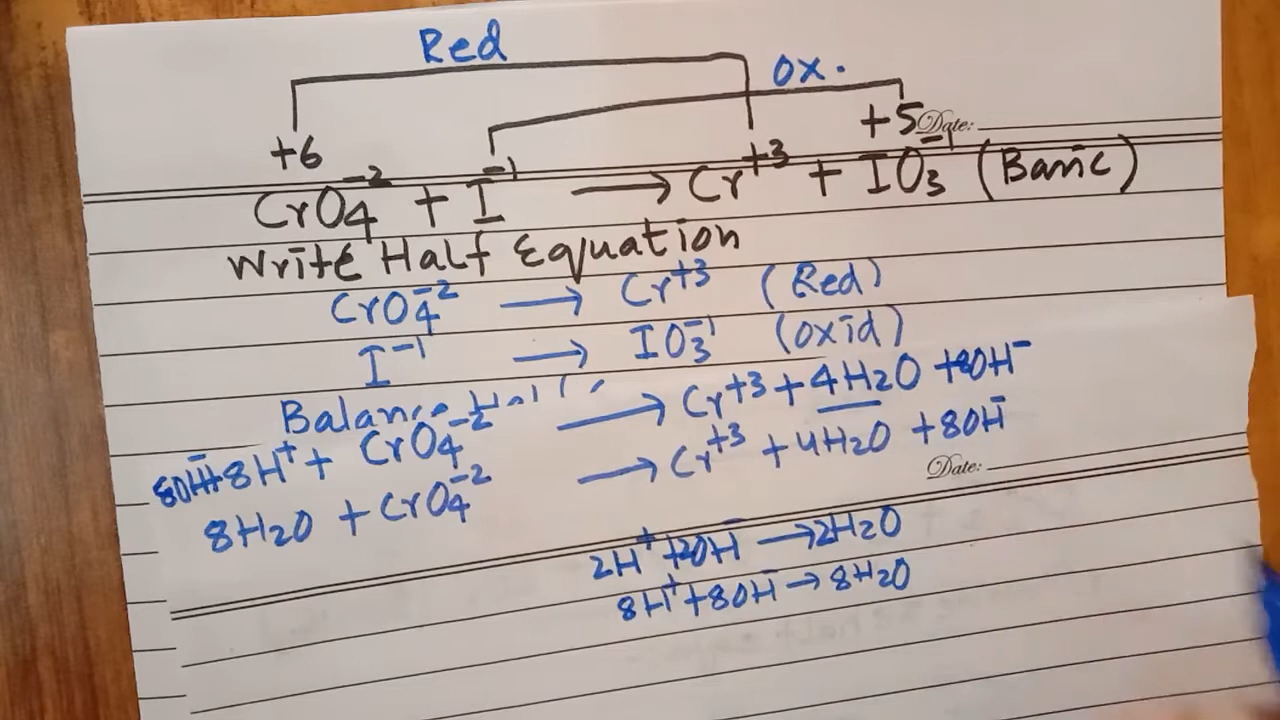 Red
OX.
+6 +5 Date:
CrO4^-2 + I^-1 → Cr^+3 + IO3^-1 (Basic)
Write Half Equation
CrO4^-2 → Cr^+3 (Red)
I^-1 → IO3^-1 (Oxid)
Balance
8OH^- + 8H^+ + CrO4^-2 → Cr^+3 + 4H2O + 8OH^-
8H2O + CrO4^-2 → Cr^+3 + 4H2O + 8OH^-
Date:
2H^+ + 2OH^- → 2H2O
8H^+ + 8OH^- → 8H2O